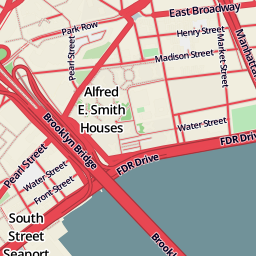 East Broadway
Park Row
Henry Street
Pearl Street
Madison Street
Market Street
Manhattan
Alfred
E. Smith
Houses
Brooklyn Bridge
Water Street
FDR Drive
FDR Drive
Pearl Street
Water Street
Front Street
South
Street
Seaport
Brookl